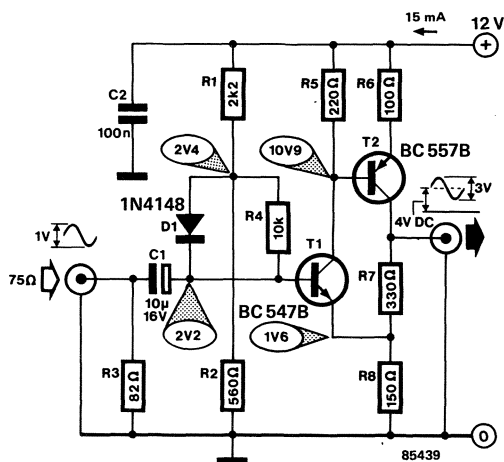 15 mA
12 V
+
R1
2k2
R5
220Ω
R6
100Ω
C2
100n
T2
2V4
10V9
BC 557B
1N4148
D1
R4
10k
3V
4V DC
1V
T1
75Ω
C1
10µ
16V
BC 547B
R7
330Ω
2V2
1V6
R3
82Ω
R2
560Ω
R8
150Ω
0
85439